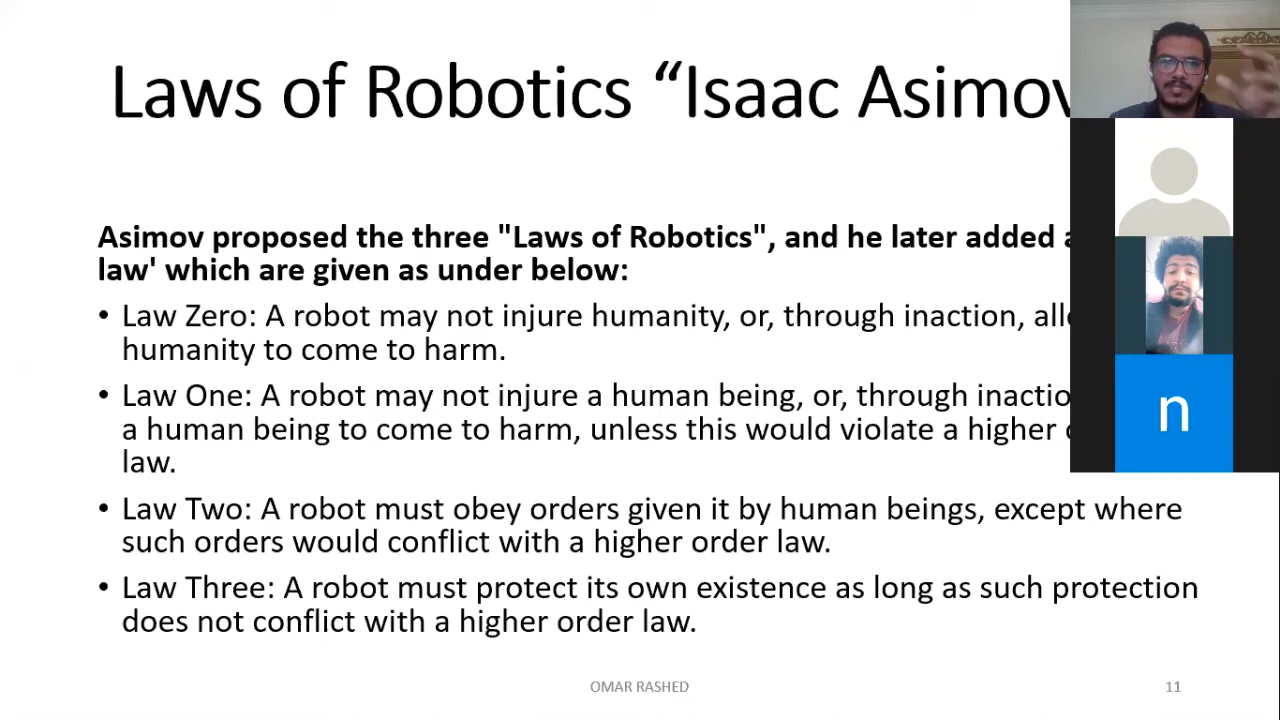 Laws of Robotics “Isaac Asimov
Asimov proposed the three "Laws of Robotics", and he later added
law' which are given as under below:
• Law Zero: A robot may not injure humanity, or, through inaction,
humanity to come to harm.
• Law One: A robot may not injure a human being, or, through
a human being to come to harm, unless this would violate a higher
law.
• Law Two: A robot must obey orders given it by human beings, except where
such orders would conflict with a higher order law.
• Law Three: A robot must protect its own existence as long as such protection
does not conflict with a higher order law.
n
OMAR RASHED
11